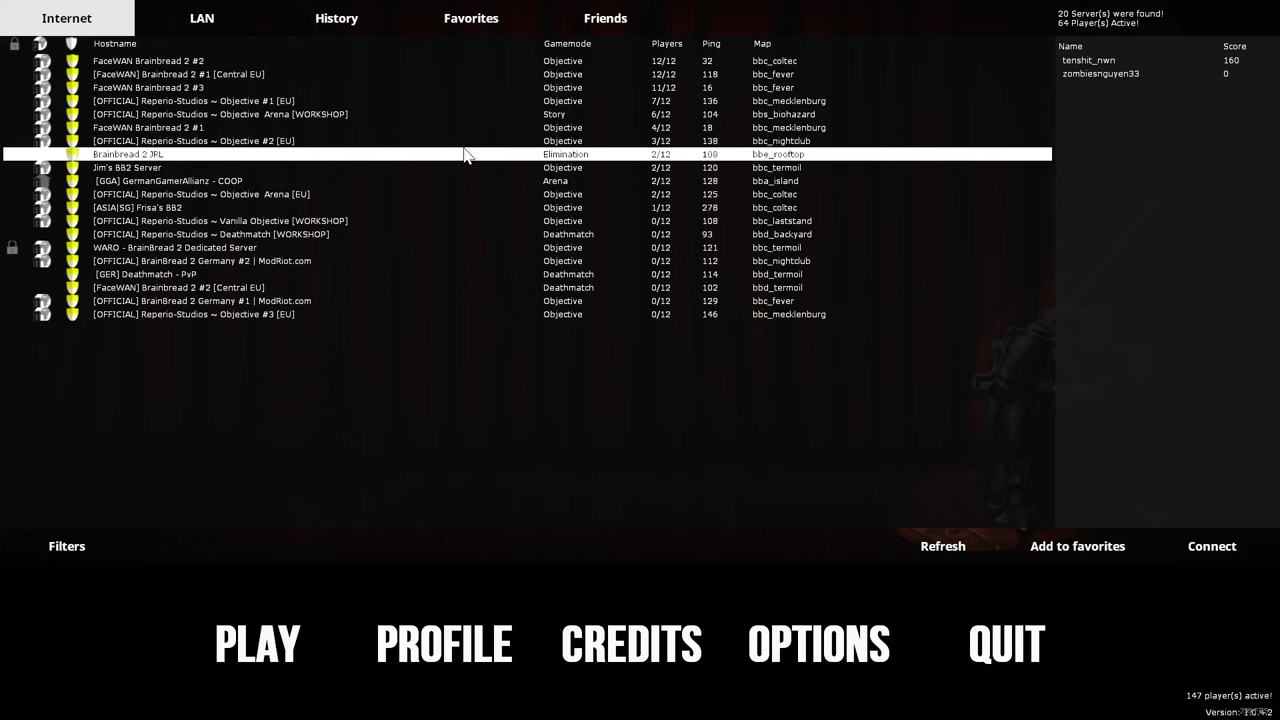 Internet LAN History Favorites Friends
20 Server(s) were found!
64 Player(s) Active!
Hostname Gamemode Players Ping Map
FaceWAN Brainbread 2 #2 Objective 12/12 32 bbc_coltec
[FaceWAN] Brainbread 2 #1 [Central EU] Objective 12/12 118 bbc_fever
FaceWAN Brainbread 2 #3 Objective 11/12 16 bbc_fever
[OFFICIAL] Reperio-Studios ~ Objective #1 [EU] Objective 7/12 136 bbc_mecklenburg
[OFFICIAL] Reperio-Studios ~ Objective Arena [WORKSHOP] Story 6/12 104 bbs_biohazard
FaceWAN Brainbread 2 #1 Objective 4/12 18 bbc_mecklenburg
[OFFICIAL] Reperio-Studios ~ Objective #2 [EU] Objective 3/12 138 bbc_nightclub
Brainbread 2 JRL Elimination 2/12 108 bbe_rooftop
Jim's BB2 Server Objective 2/12 120 bbc_termoil
[GGA] GermanGamerAllianz - COOP Arena 2/12 128 bba_island
[OFFICIAL] Reperio-Studios ~ Objective Arena [EU] Objective 2/12 125 bbc_coltec
[ASIA|SG] Frisa's BB2 Objective 1/12 278 bbc_coltec
[OFFICIAL] Reperio-Studios ~ Vanilla Objective [WORKSHOP] Objective 0/12 108 bbc_laststand
[OFFICIAL] Reperio-Studios ~ Deathmatch [WORKSHOP] Deathmatch 0/12 93 bbd_backyard
WARO - BrainBread 2 Dedicated Server Objective 0/12 121 bbc_termoil
[OFFICIAL] BrainBread 2 Germany #2 | ModRiot.com Objective 0/12 112 bbc_nightclub
[GER] Deathmatch - PvP Deathmatch 0/12 114 bbd_termoil
[FaceWAN] Brainbread 2 #2 [Central EU] Deathmatch 0/12 102 bbd_termoil
[OFFICIAL] BrainBread 2 Germany #1 | ModRiot.com Objective 0/12 129 bbc_fever
[OFFICIAL] Reperio-Studios ~ Objective #3 [EU] Objective 0/12 146 bbc_mecklenburg
Name Score
tenshit_nwn 160
zombiesnguyen33 0
Filters Refresh Add to favorites Connect
PLAY PROFILE CREDITS OPTIONS QUIT
147 player(s) active!
Version: